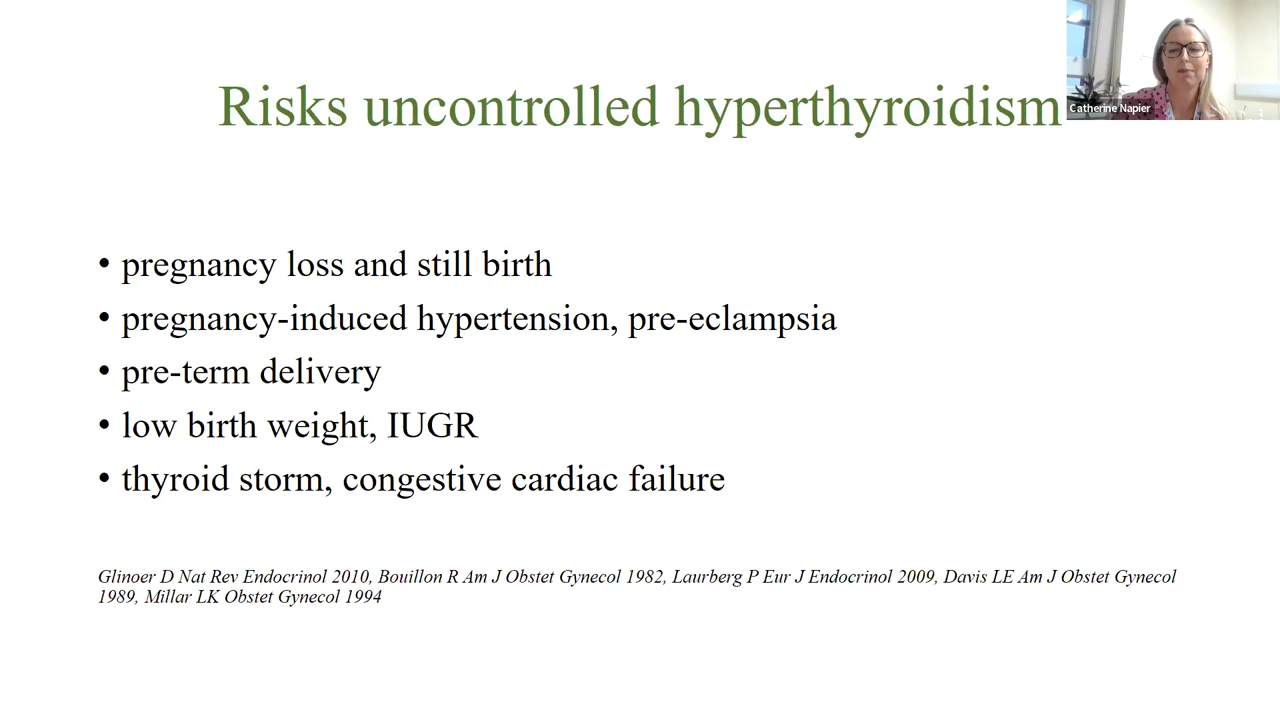 Risks uncontrolled hyperthyroidism
Catherine Napier
• pregnancy loss and still birth
• pregnancy-induced hypertension, pre-eclampsia
• pre-term delivery
• low birth weight, IUGR
• thyroid storm, congestive cardiac failure
Glinoer D Nat Rev Endocrinol 2010, Bouillon R Am J Obstet Gynecol 1982, Laurberg P Eur J Endocrinol 2009, Davis LE Am J Obstet Gynecol
1989, Millar LK Obstet Gynecol 1994